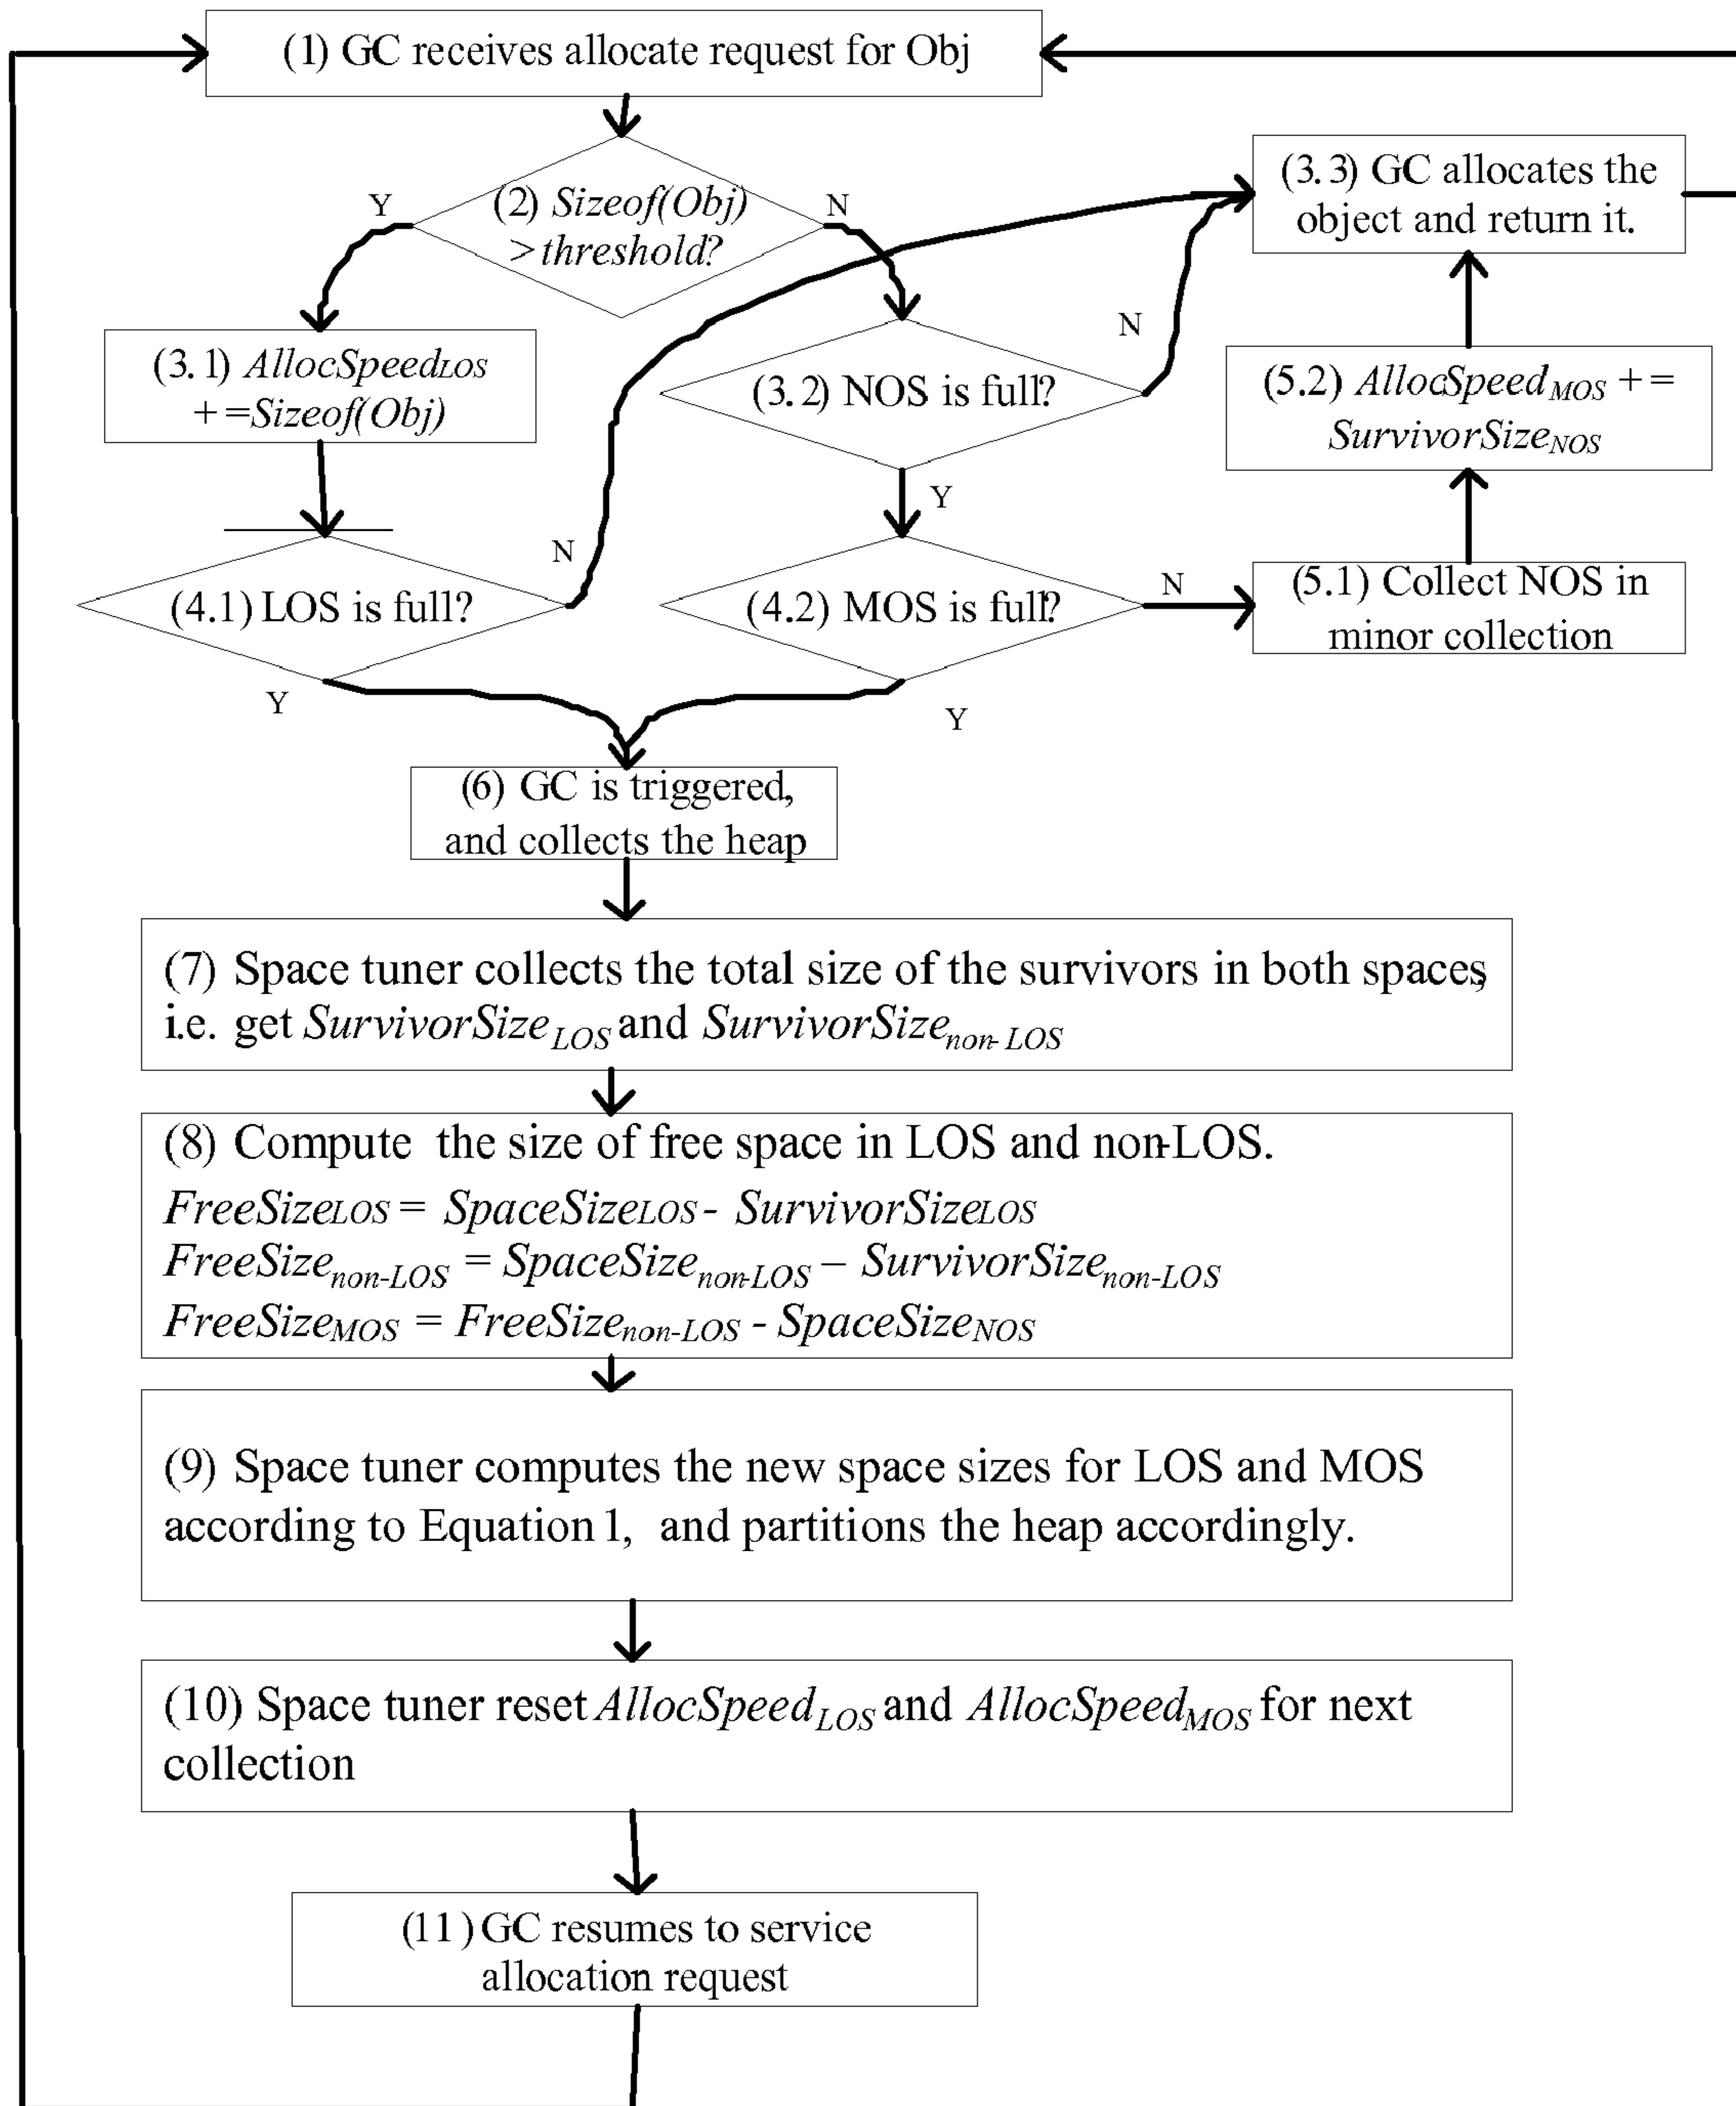 (1) GC receives allocate request for Obj
(2) Sizeof(Obj)
>threshold?
Y
N
(3.3) GC allocates the
object and return it.
(3.1) AllocSpeedLOS
+=Sizeof(Obj)
(3.2) NOS is full?
N
Y
(5.2) AllocSpeedMOS +=
SurvivorSizeNOS
(4.1) LOS is full?
N
Y
(4.2) MOS is full?
N
Y
(5.1) Collect NOS in
minor collection
(6) GC is triggered,
and collects the heap
(7) Space tuner collects the total size of the survivors in both spaces,
i.e. get SurvivorSizeLOS and SurvivorSizenon-LOS
(8) Compute the size of free space in LOS and non-LOS.
FreeSizeLOS = SpaceSizeLOS - SurvivorSizeLOS
FreeSizenon-LOS = SpaceSizenon-LOS – SurvivorSizenon-LOS
FreeSizeMOS = FreeSizenon-LOS - SpaceSizeNOS
(9) Space tuner computes the new space sizes for LOS and MOS
according to Equation 1, and partitions the heap accordingly.
(10) Space tuner reset AllocSpeedLOS and AllocSpeedMOS for next
collection
(11) GC resumes to service
allocation request